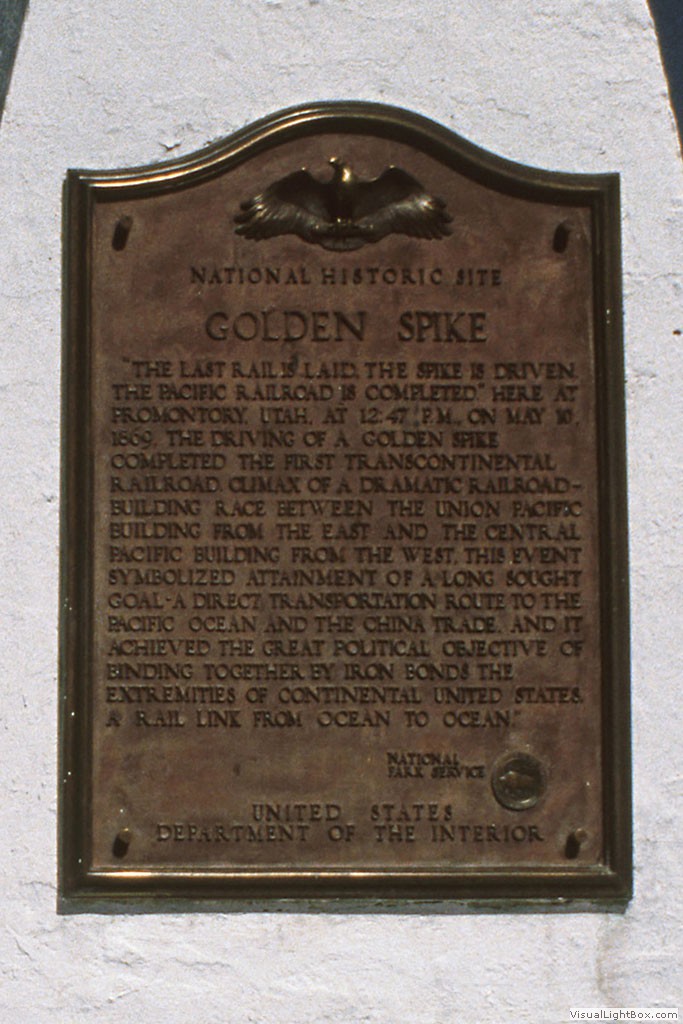 NATIONAL HISTORIC SITE
GOLDEN SPIKE
"THE LAST RAIL IS LAID. THE SPIKE IS DRIVEN.
THE PACIFIC RAILROAD IS COMPLETED." HERE AT
PROMONTORY, UTAH, AT 12:47 P.M., ON MAY 10,
1869, THE DRIVING OF A GOLDEN SPIKE
COMPLETED THE FIRST TRANSCONTINENTAL
RAILROAD. CLIMAX OF A DRAMATIC RAILROAD-
BUILDING RACE BETWEEN THE UNION PACIFIC
BUILDING FROM THE EAST AND THE CENTRAL
PACIFIC BUILDING FROM THE WEST, THIS EVENT
SYMBOLIZED ATTAINMENT OF A LONG SOUGHT
GOAL - A DIRECT TRANSPORTATION ROUTE TO THE
PACIFIC OCEAN AND THE CHINA TRADE. AND IT
ACHIEVED THE GREAT POLITICAL OBJECTIVE OF
BINDING TOGETHER BY IRON BONDS THE
EXTREMITIES OF CONTINENTAL UNITED STATES,
A RAIL LINK FROM OCEAN TO OCEAN."
NATIONAL
PARK SERVICE
UNITED STATES
DEPARTMENT OF THE INTERIOR
VisualLightBox.com